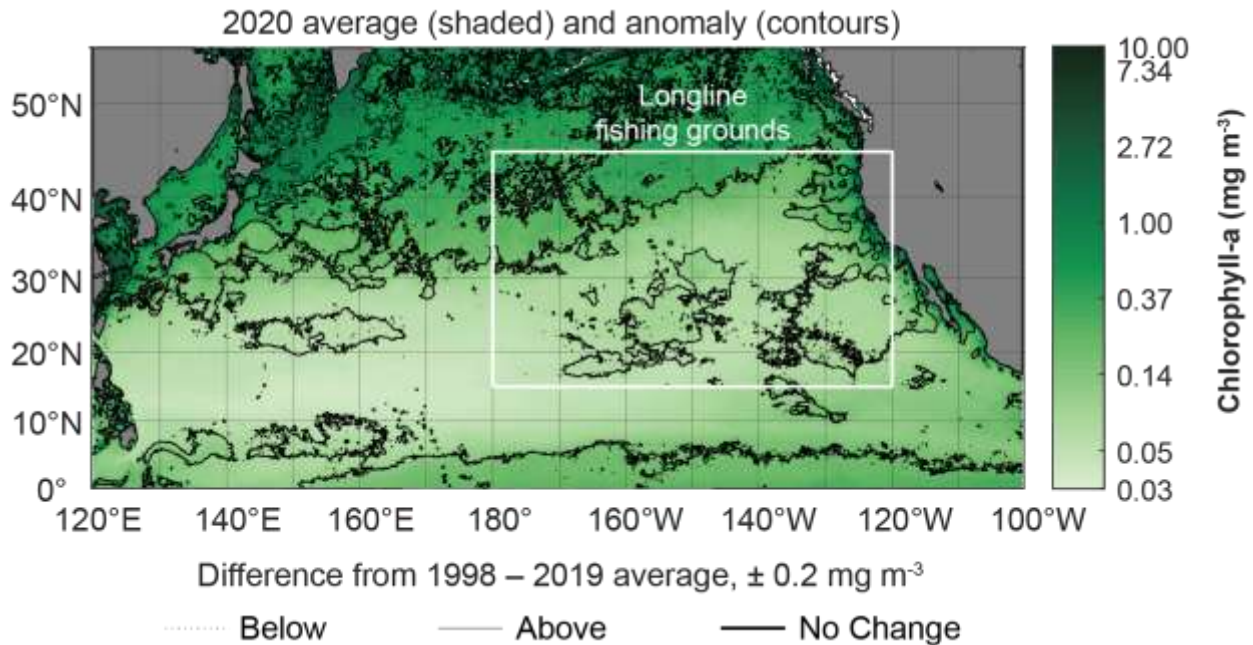 2020 average (shaded) and anomaly (contours)
50°N
40°N
30°N
20°N
10°N
0°
120°E
140°E
160°E
180°
160°W
140°W
120°W
100°W
Longline
fishing grounds
10.00
7.34
2.72
1.00
0.37
0.14
0.05
0.03
Chlorophyll-a (mg m⁻³)
Difference from 1998 – 2019 average, ± 0.2 mg m⁻³
Below
Above
No Change